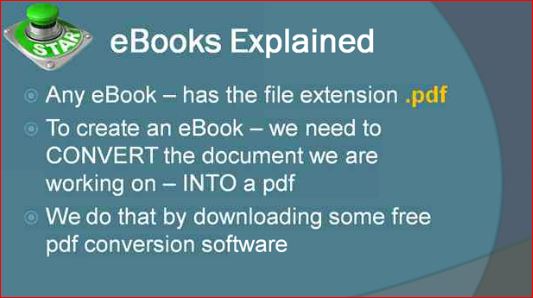 START
eBooks Explained
Any eBook – has the file extension .pdf
To create an eBook – we need to
CONVERT the document we are
working on – INTO a pdf
We do that by downloading some free
pdf conversion software